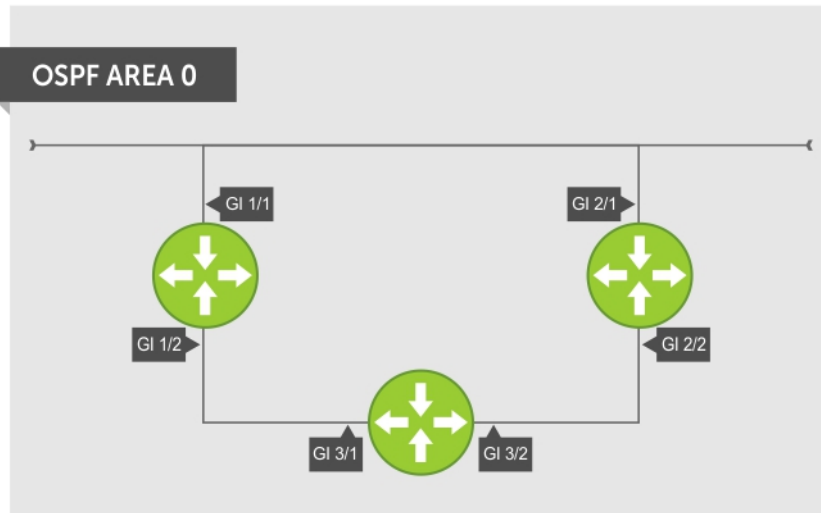 OSPF AREA 0
GI 1/1
GI 2/1
GI 1/2
GI 2/2
GI 3/1
GI 3/2